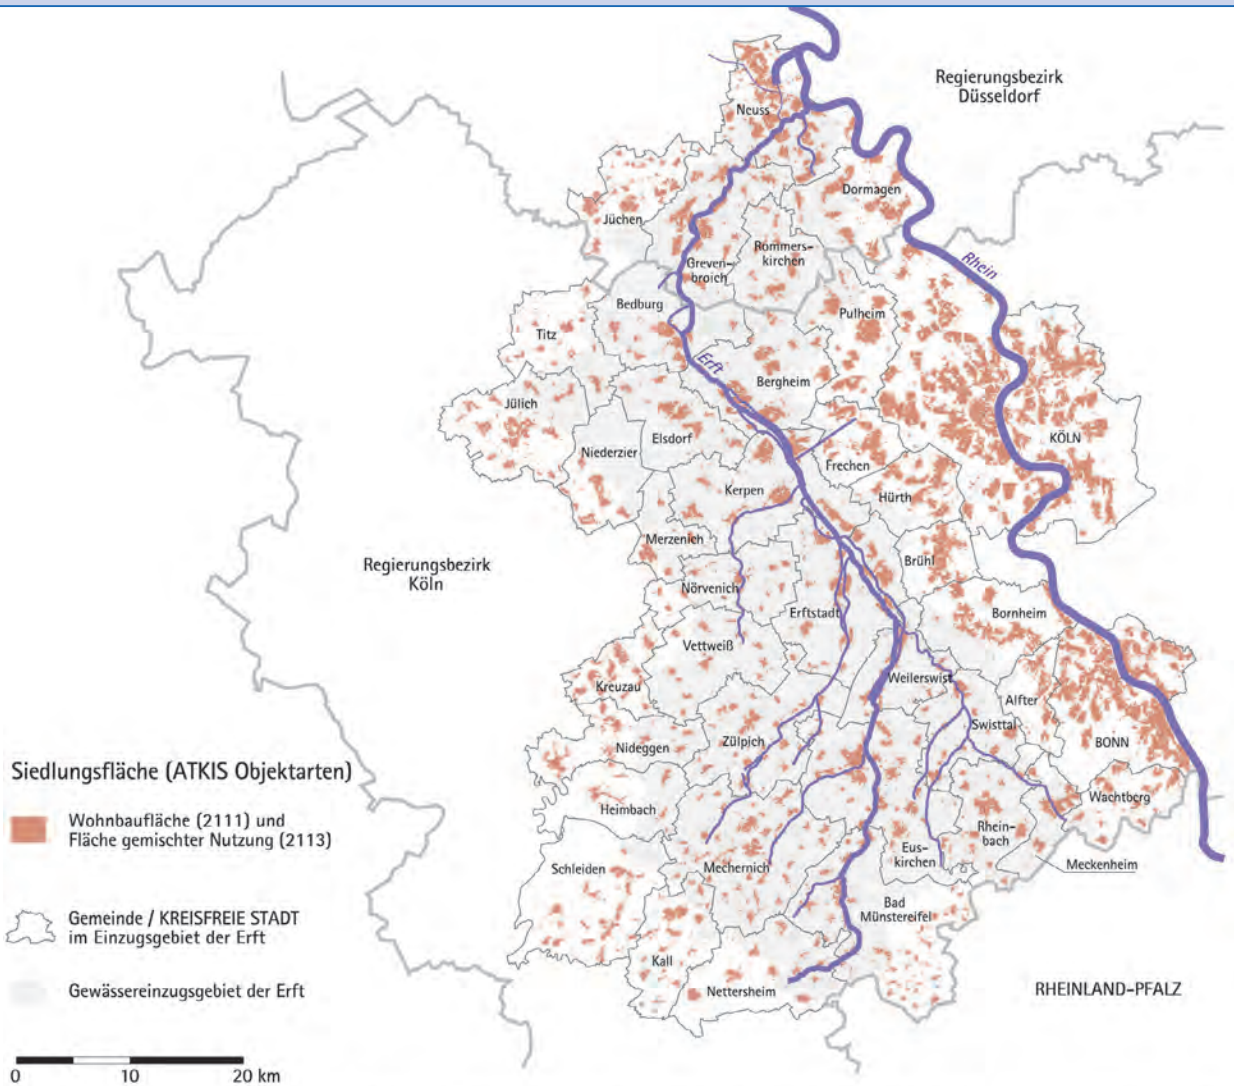 Regierungsbezirk
Düsseldorf
Neuss
Dormagen
Jüchen
Rommers-
kirchen
Greven-
broich
Rhein
Bedburg
Pulheim
Titz
Erft
Bergheim
Jülich
Elsdorf
KÖLN
Niederzier
Frechen
Kerpen
Hürth
Merzenich
Regierungsbezirk
Köln
Brühl
Nörvenich
Erftstadt
Bornheim
Vettweiß
Weilerswist
Kreuzau
Alfter
Swisttal
Zülpich
Nideggen
BONN
Siedlungsfläche (ATKIS Objektarten)
Wohnbaufläche (2111) und
Fläche gemischter Nutzung (2113)
Heimbach
Wachtberg
Rhein-
bach
Eus-
kirchen
Mechernich
Schleiden
Meckenheim
Bad
Münstereifel
Gemeinde / KREISFREIE STADT
im Einzugsgebiet der Erft
Kall
Nettersheim
Gewässereinzugsgebiet der Erft
RHEINLAND-PFALZ
0 10 20 km